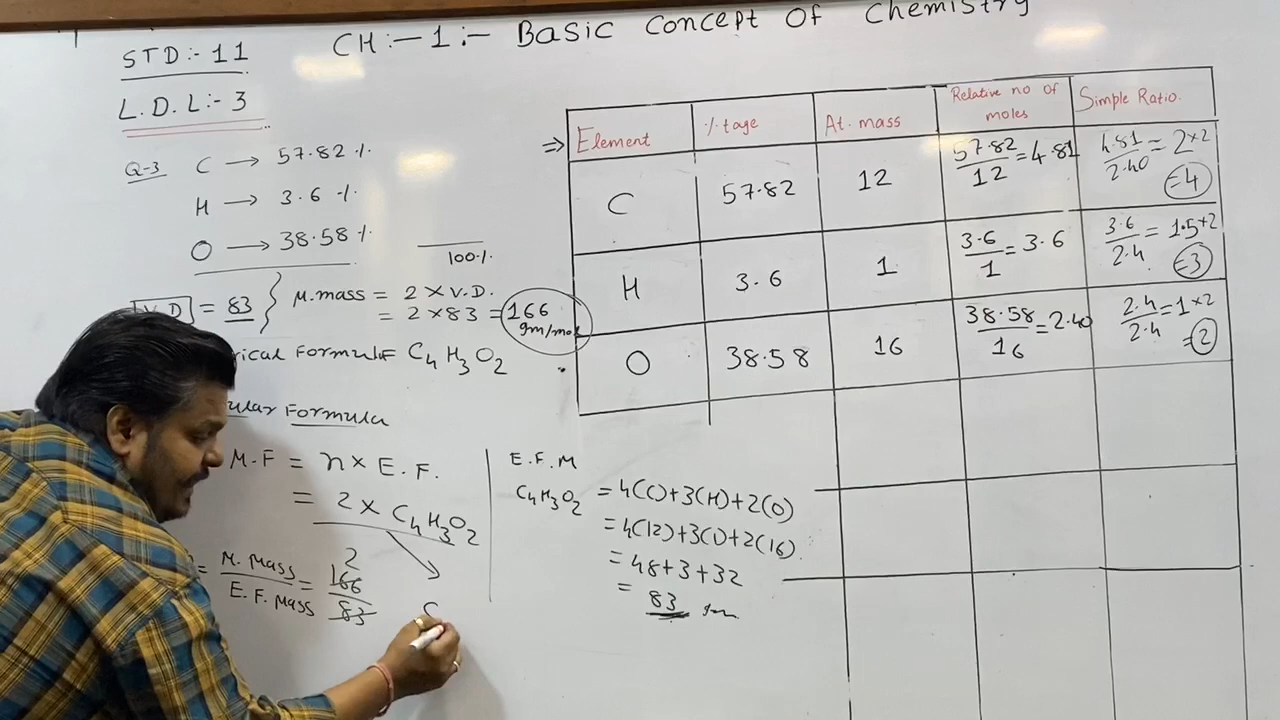 CH:-1:- Basic Concept Of Chemistry
STD:-11
L.D.L:-3
Q-3 C → 57.82 %
H → 3.6 %
O → 38.58 %
100%
V.D = 83 } M.mass = 2 × V.D.
= 2 × 83 = 166 gm/mol
rical Formula C₄H₃O₂
ular Formula
M.F = n × E.F.
= 2 × C₄H₃O₂
= M. Mass / E.F. Mass = 166 / 83 2
C
E.F.M
C₄H₃O₂ = 4(C)+3(H)+2(O)
= 4(12)+3(1)+2(16)
= 48+3+32
= 83 gm
⇒ Element %tage At. mass Relative no of moles Simple Ratio.
C 57.82 12 57.82/12 = 4.81 4.81/2.40 = 2×2 =4
H 3.6 1 3.6/1 = 3.6 3.6/2.4 = 1.5×2 =3
O 38.58 16 38.58/16 = 2.40 2.4/2.4 = 1×2 =2